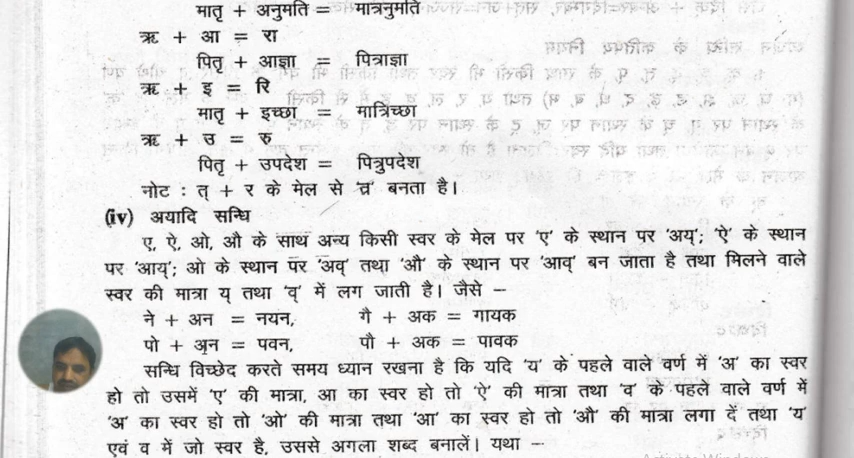 मातृ + अनुमति = मात्रनुमति
ऋ + आ = रा
पितृ + आज्ञा = पित्राज्ञा
ऋ + इ = रि
मातृ + इच्छा = मात्रिच्छा
ऋ + उ = रु
पितृ + उपदेश = पित्रुपदेश
नोट : त् + र के मेल से 'त्र' बनता है।
(iv) अयादि सन्धि
ए, ऐ, ओ, औ के साथ अन्य किसी स्वर के मेल पर 'ए' के स्थान पर 'अय्'; 'ऐ' के स्थान
पर 'आय्'; ओ के स्थान पर 'अव्' तथा 'औ' के स्थान पर 'आव्' बन जाता है तथा मिलने वाले
स्वर की मात्रा य् तथा 'व्' में लग जाती है। जैसे –
ने + अन = नयन, गै + अक = गायक
पो + अन = पवन, पौ + अक = पावक
सन्धि विच्छेद करते समय ध्यान रखना है कि यदि 'य' के पहले वाले वर्ण में 'अ' का स्वर
हो तो उसमें 'ए' की मात्रा, आ का स्वर हो तो 'ऐ' की मात्रा तथा 'व' के पहले वाले वर्ण में
'अ' का स्वर हो तो 'ओ' की मात्रा तथा 'आ' का स्वर हो तो 'औ' की मात्रा लगा दें तथा 'य'
एवं व में जो स्वर है, उससे अगला शब्द बनालें। यथा –